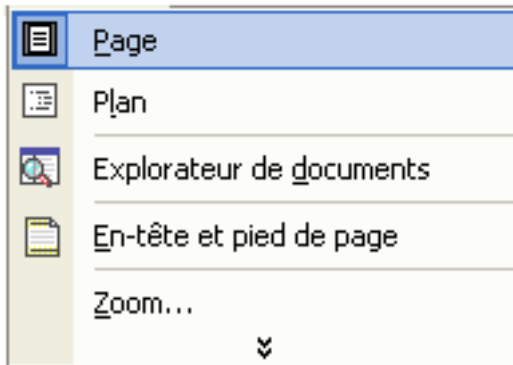 Page
Plan
Explorateur de documents
En-tête et pied de page
Zoom...